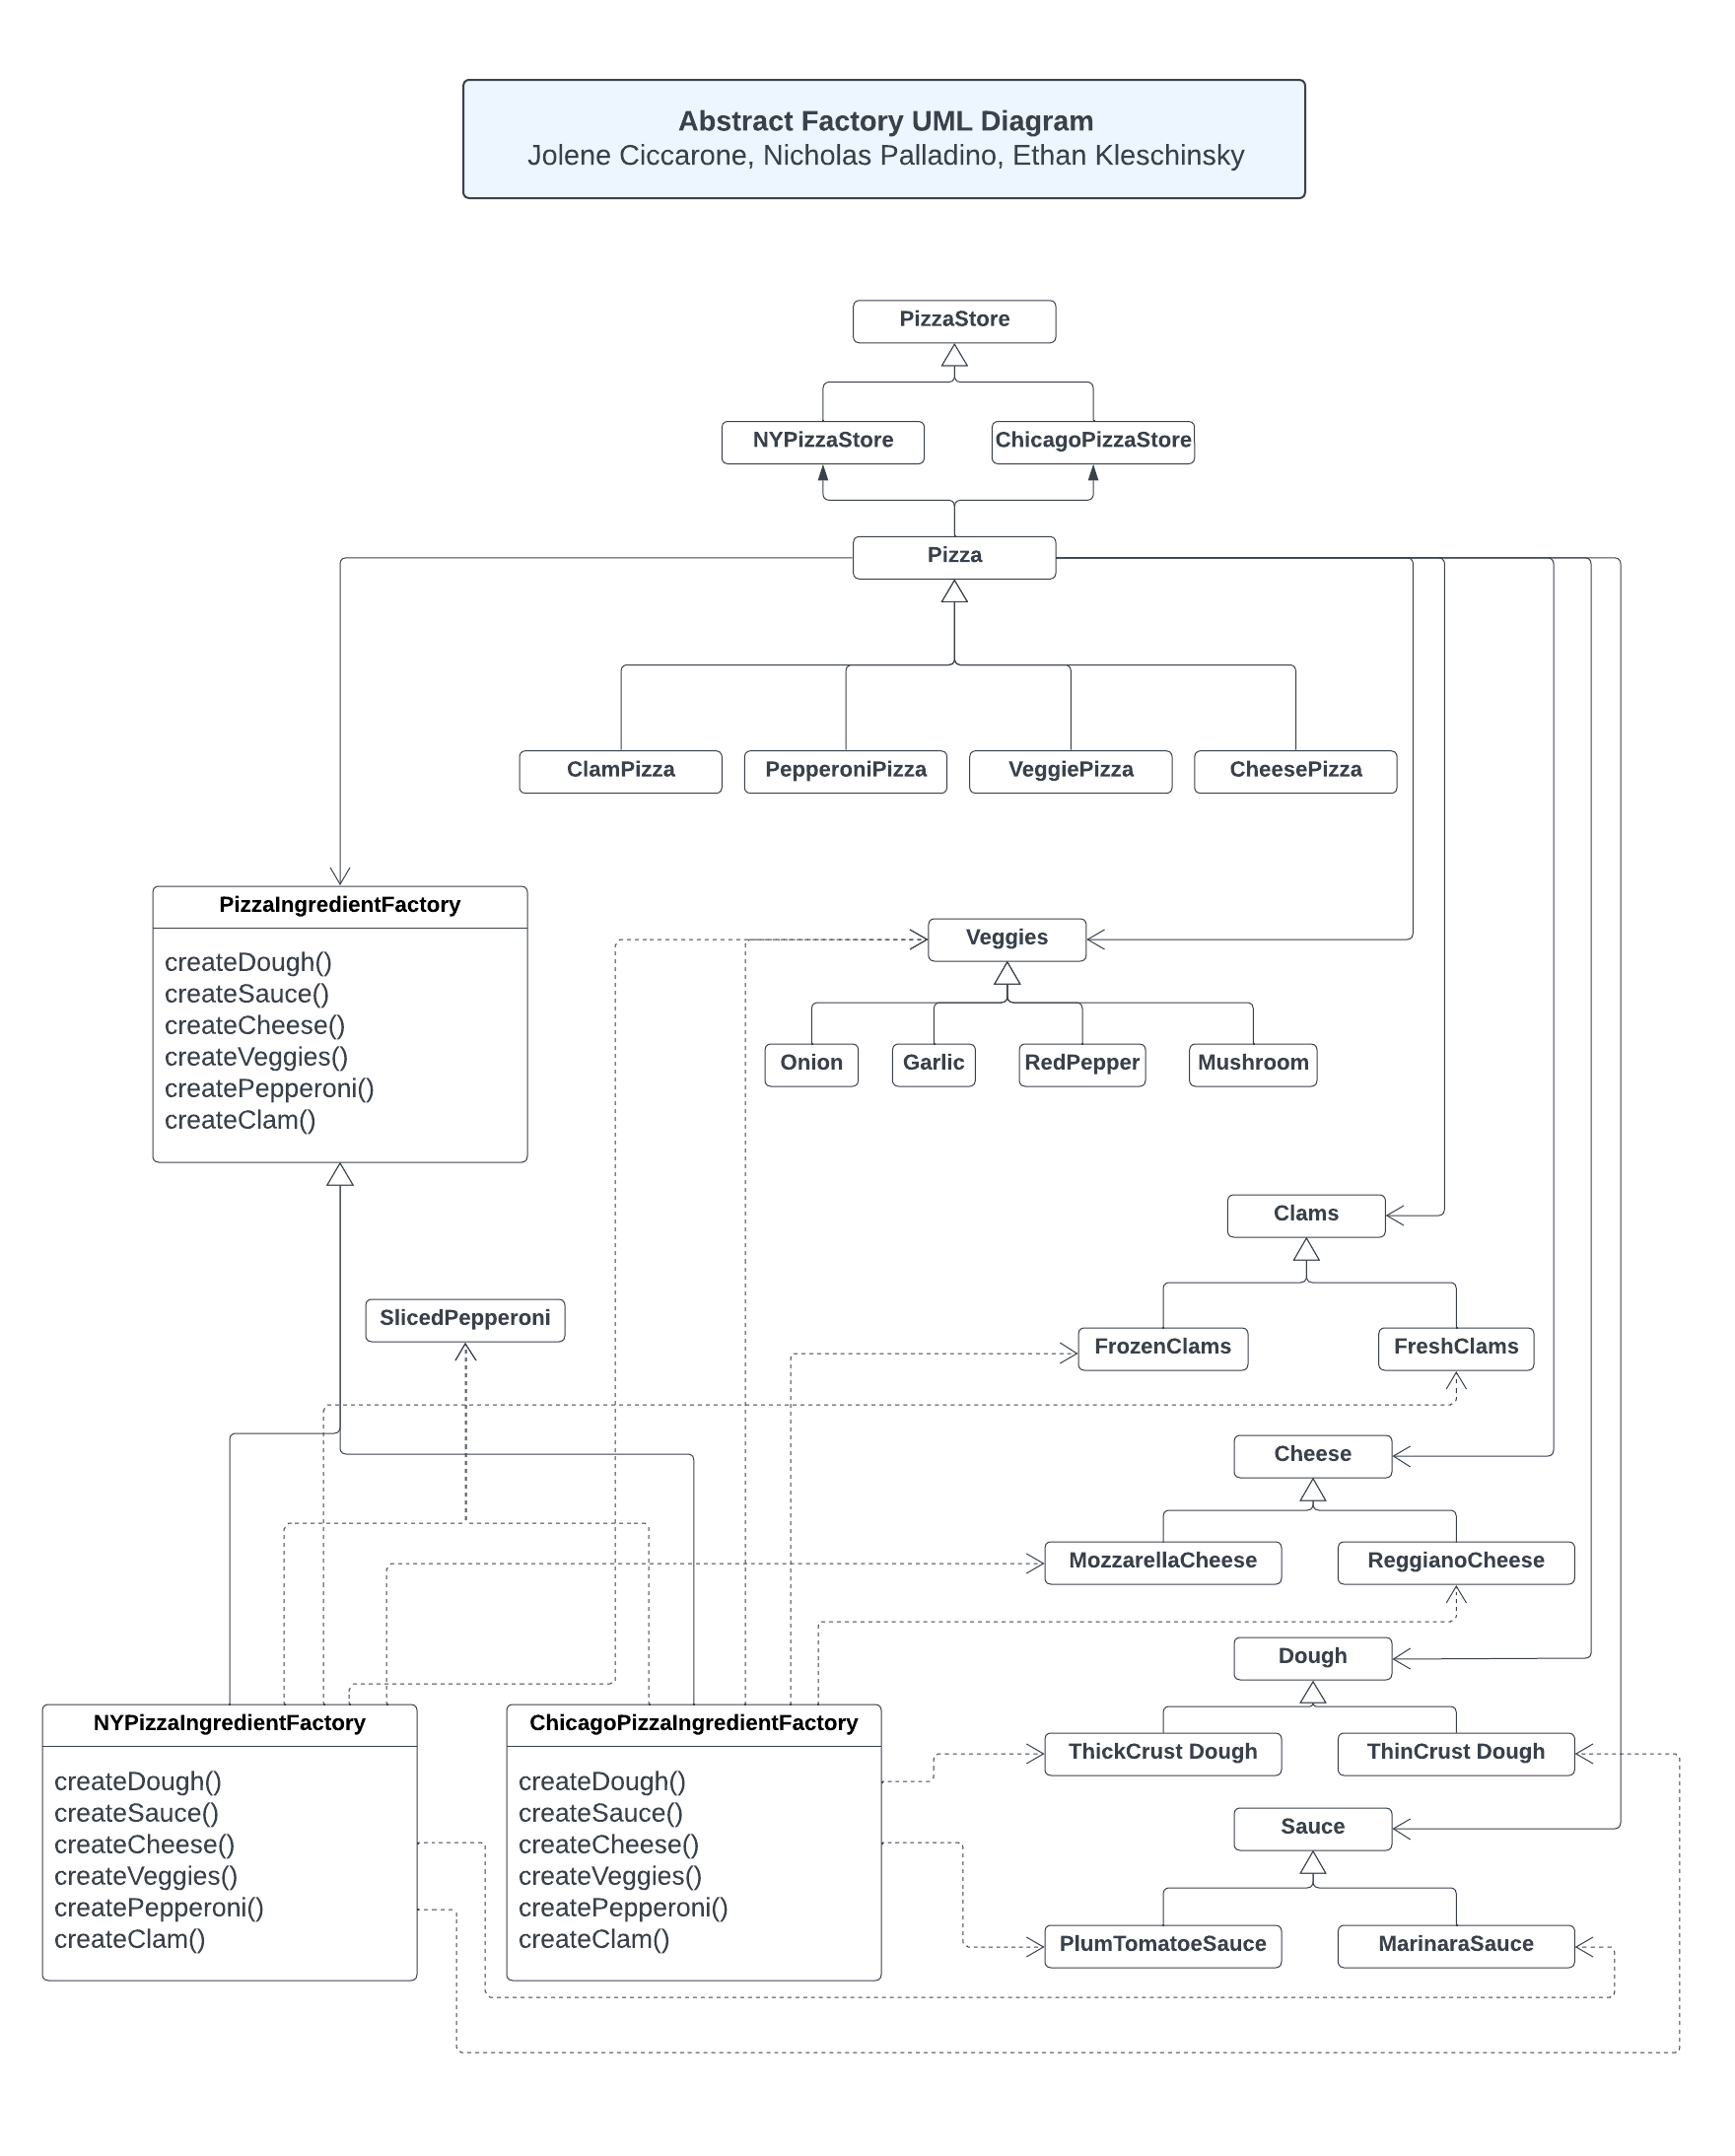 Abstract Factory UML Diagram
Jolene Ciccarone, Nicholas Palladino, Ethan Kleschinsky
PizzaStore
NYPizzaStore
ChicagoPizzaStore
Pizza
ClamPizza
PepperoniPizza
VeggiePizza
CheesePizza
PizzaIngredientFactory
createDough()
createSauce()
createCheese()
createVeggies()
createPepperoni()
createClam()
Veggies
Onion
Garlic
RedPepper
Mushroom
Clams
SlicedPepperoni
FrozenClams
FreshClams
Cheese
MozzarellaCheese
ReggianoCheese
Dough
NYPizzaIngredientFactory
createDough()
createSauce()
createCheese()
createVeggies()
createPepperoni()
createClam()
ChicagoPizzaIngredientFactory
createDough()
createSauce()
createCheese()
createVeggies()
createPepperoni()
createClam()
ThickCrust Dough
ThinCrust Dough
Sauce
PlumTomatoeSauce
MarinaraSauce